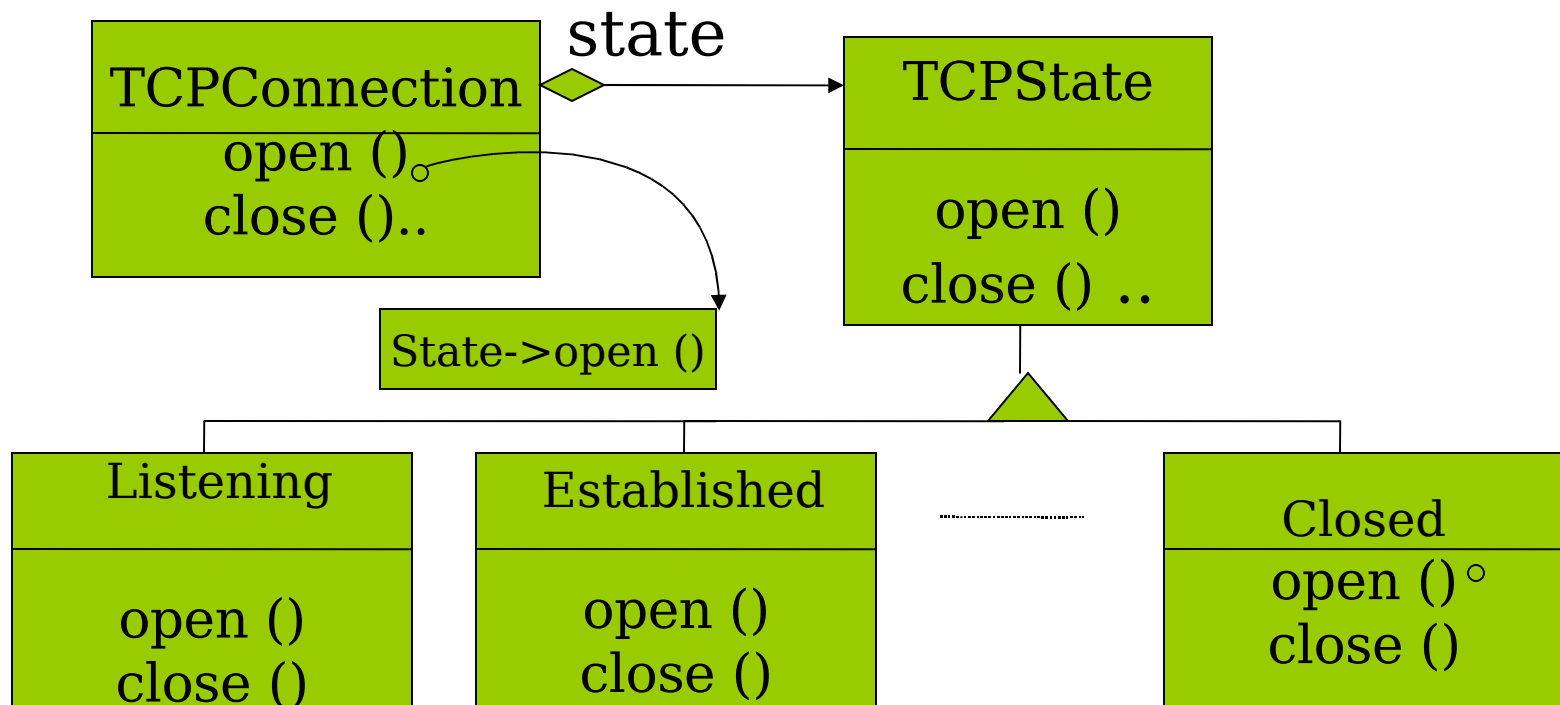 state
TCPConnection
open ()
close ()..
TCPState
open ()
close () ..
State->open ()
Listening
open ()
close ()
Established
open ()
close ()
Closed
open ()
close ()